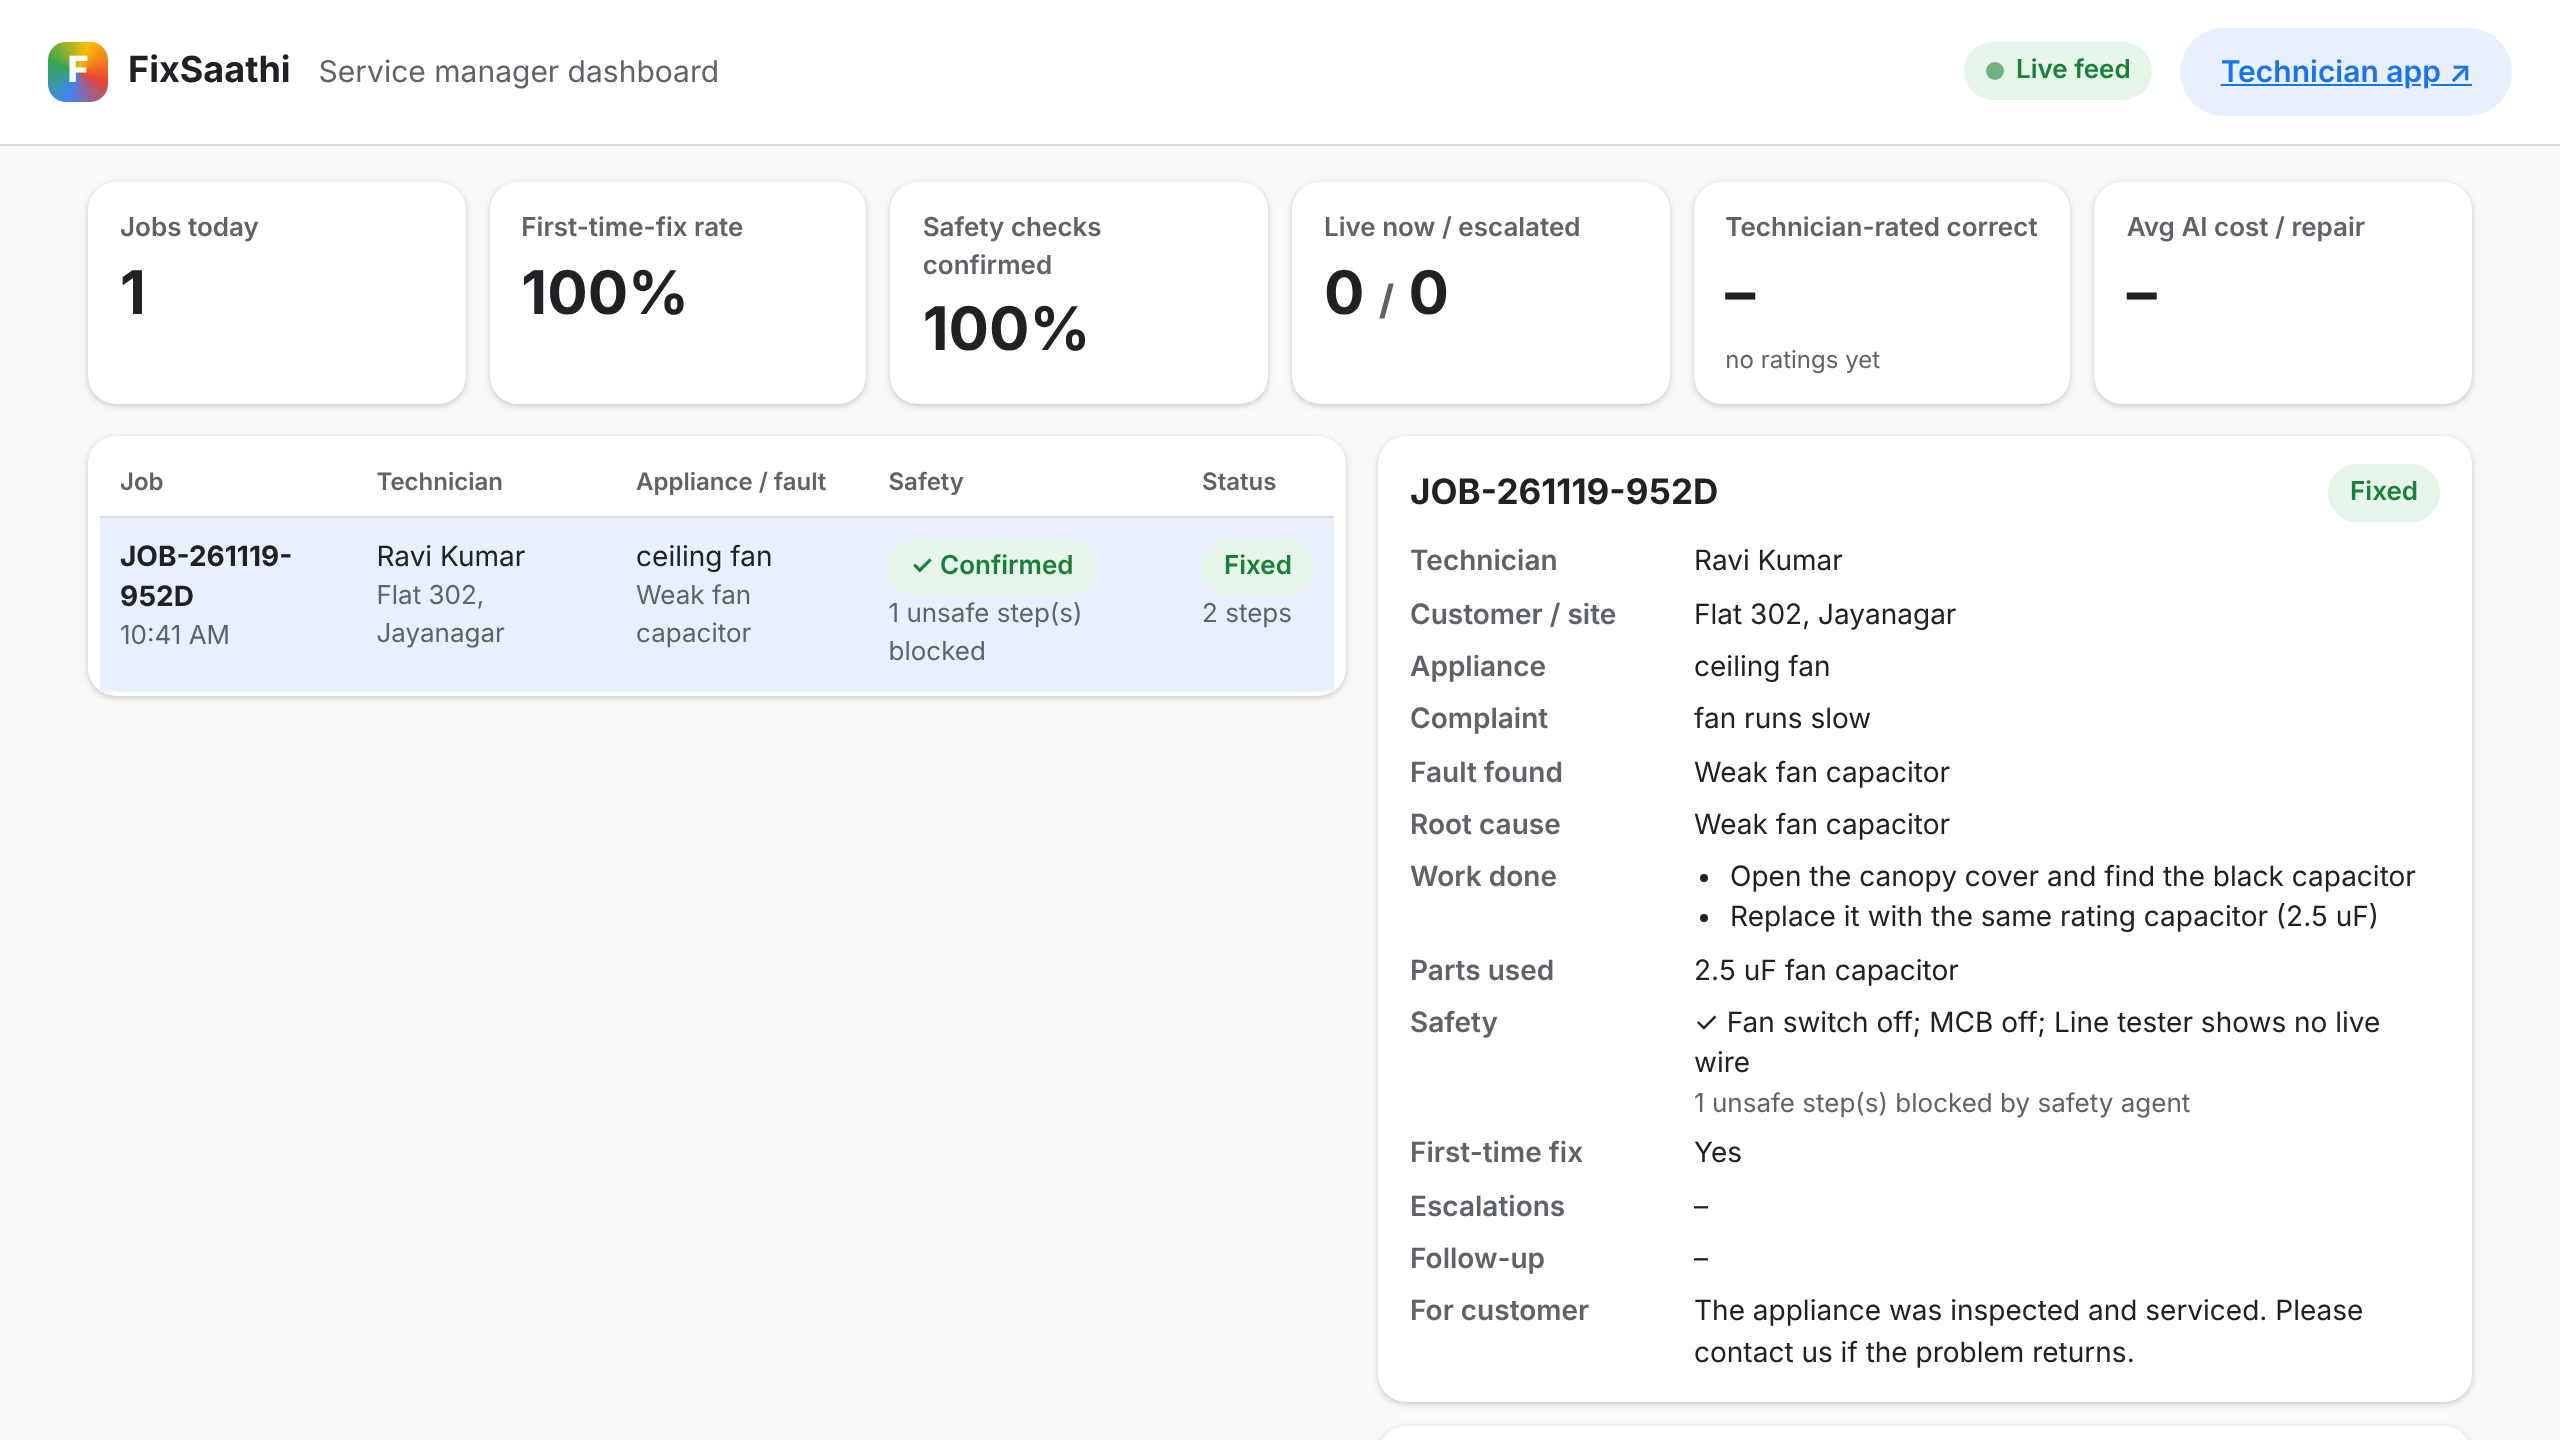 F FixSaathi Service manager dashboard
Live feed
Technician app ↗
Jobs today
1
First-time-fix rate
100%
Safety checks
confirmed
100%
Live now / escalated
0 / 0
Technician-rated correct
–
no ratings yet
Avg AI cost / repair
–
Job Technician Appliance / fault Safety Status
JOB-261119-
952D
10:41 AM
Ravi Kumar
Flat 302,
Jayanagar
ceiling fan
Weak fan
capacitor
✓ Confirmed
1 unsafe step(s)
blocked
Fixed
2 steps
JOB-261119-952D
Fixed
Technician Ravi Kumar
Customer / site Flat 302, Jayanagar
Appliance ceiling fan
Complaint fan runs slow
Fault found Weak fan capacitor
Root cause Weak fan capacitor
Work done • Open the canopy cover and find the black capacitor
• Replace it with the same rating capacitor (2.5 uF)
Parts used 2.5 uF fan capacitor
Safety ✓ Fan switch off; MCB off; Line tester shows no live
wire
1 unsafe step(s) blocked by safety agent
First-time fix Yes
Escalations –
Follow-up –
For customer The appliance was inspected and serviced. Please
contact us if the problem returns.